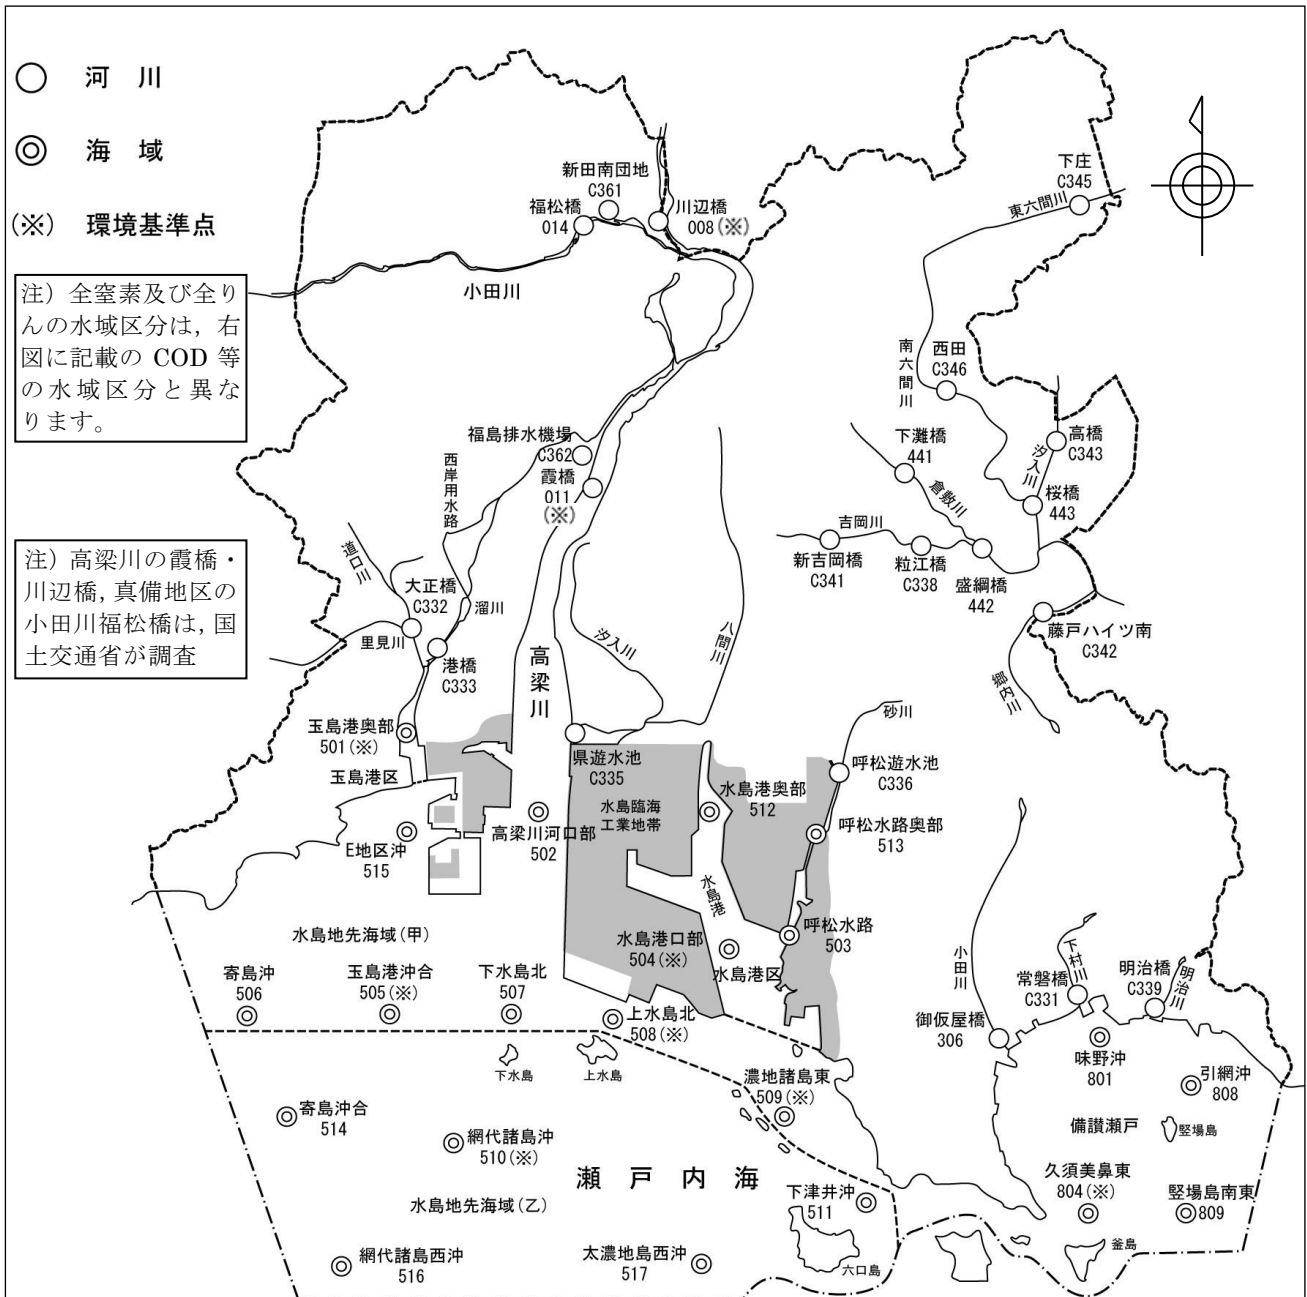 河　川
海　域
(※)　環境基準点
注）全窒素及び全り
んの水域区分は，右
図に記載の COD 等
の水域区分と異な
ります。
注）高梁川の霞橋・
川辺橋，真備地区の
小田川福松橋は，国
土交通省が調査
新田南団地
C361
福松橋
014
川辺橋
008(※)
小田川
下庄
C345
東六間川
南六間川
西田
C346
高橋
C343
汐入川
桜橋
443
下灘橋
441
倉敷川
吉岡川
新吉岡橋
C341
粒江橋
C338
盛綱橋
442
藤戸ハイツ南
C342
郷内川
福島排水機場
C362
霞橋
011
(※)
西岸用水路
道口川
大正橋
C332
溜川
里見川
港橋
C333
高梁川
汐入川
八間川
砂川
玉島港奥部
501(※)
玉島港区
県遊水池
C335
水島臨海
工業地帯
水島港奥部
512
呼松遊水池
C336
呼松水路奥部
513
高梁川河口部
502
E地区沖
515
水島港
呼松水路
503
水島港口部
504(※)
水島港区
水島地先海域(甲)
寄島沖
506
玉島港沖合
505(※)
下水島北
507
上水島北
508(※)
下水島
上水島
小田川
下村川
常磐橋
C331
明治橋
C339
明治川
御仮屋橋
306
味野沖
801
引網沖
808
濃地諸島東
509(※)
寄島沖合
514
網代諸島沖
510(※)
備讃瀬戸
竪場島
瀬戸内海
水島地先海域(乙)
下津井沖
511
久須美鼻東
804(※)
竪場島南東
809
網代諸島西沖
516
太濃地島西沖
517
六口島
釜島